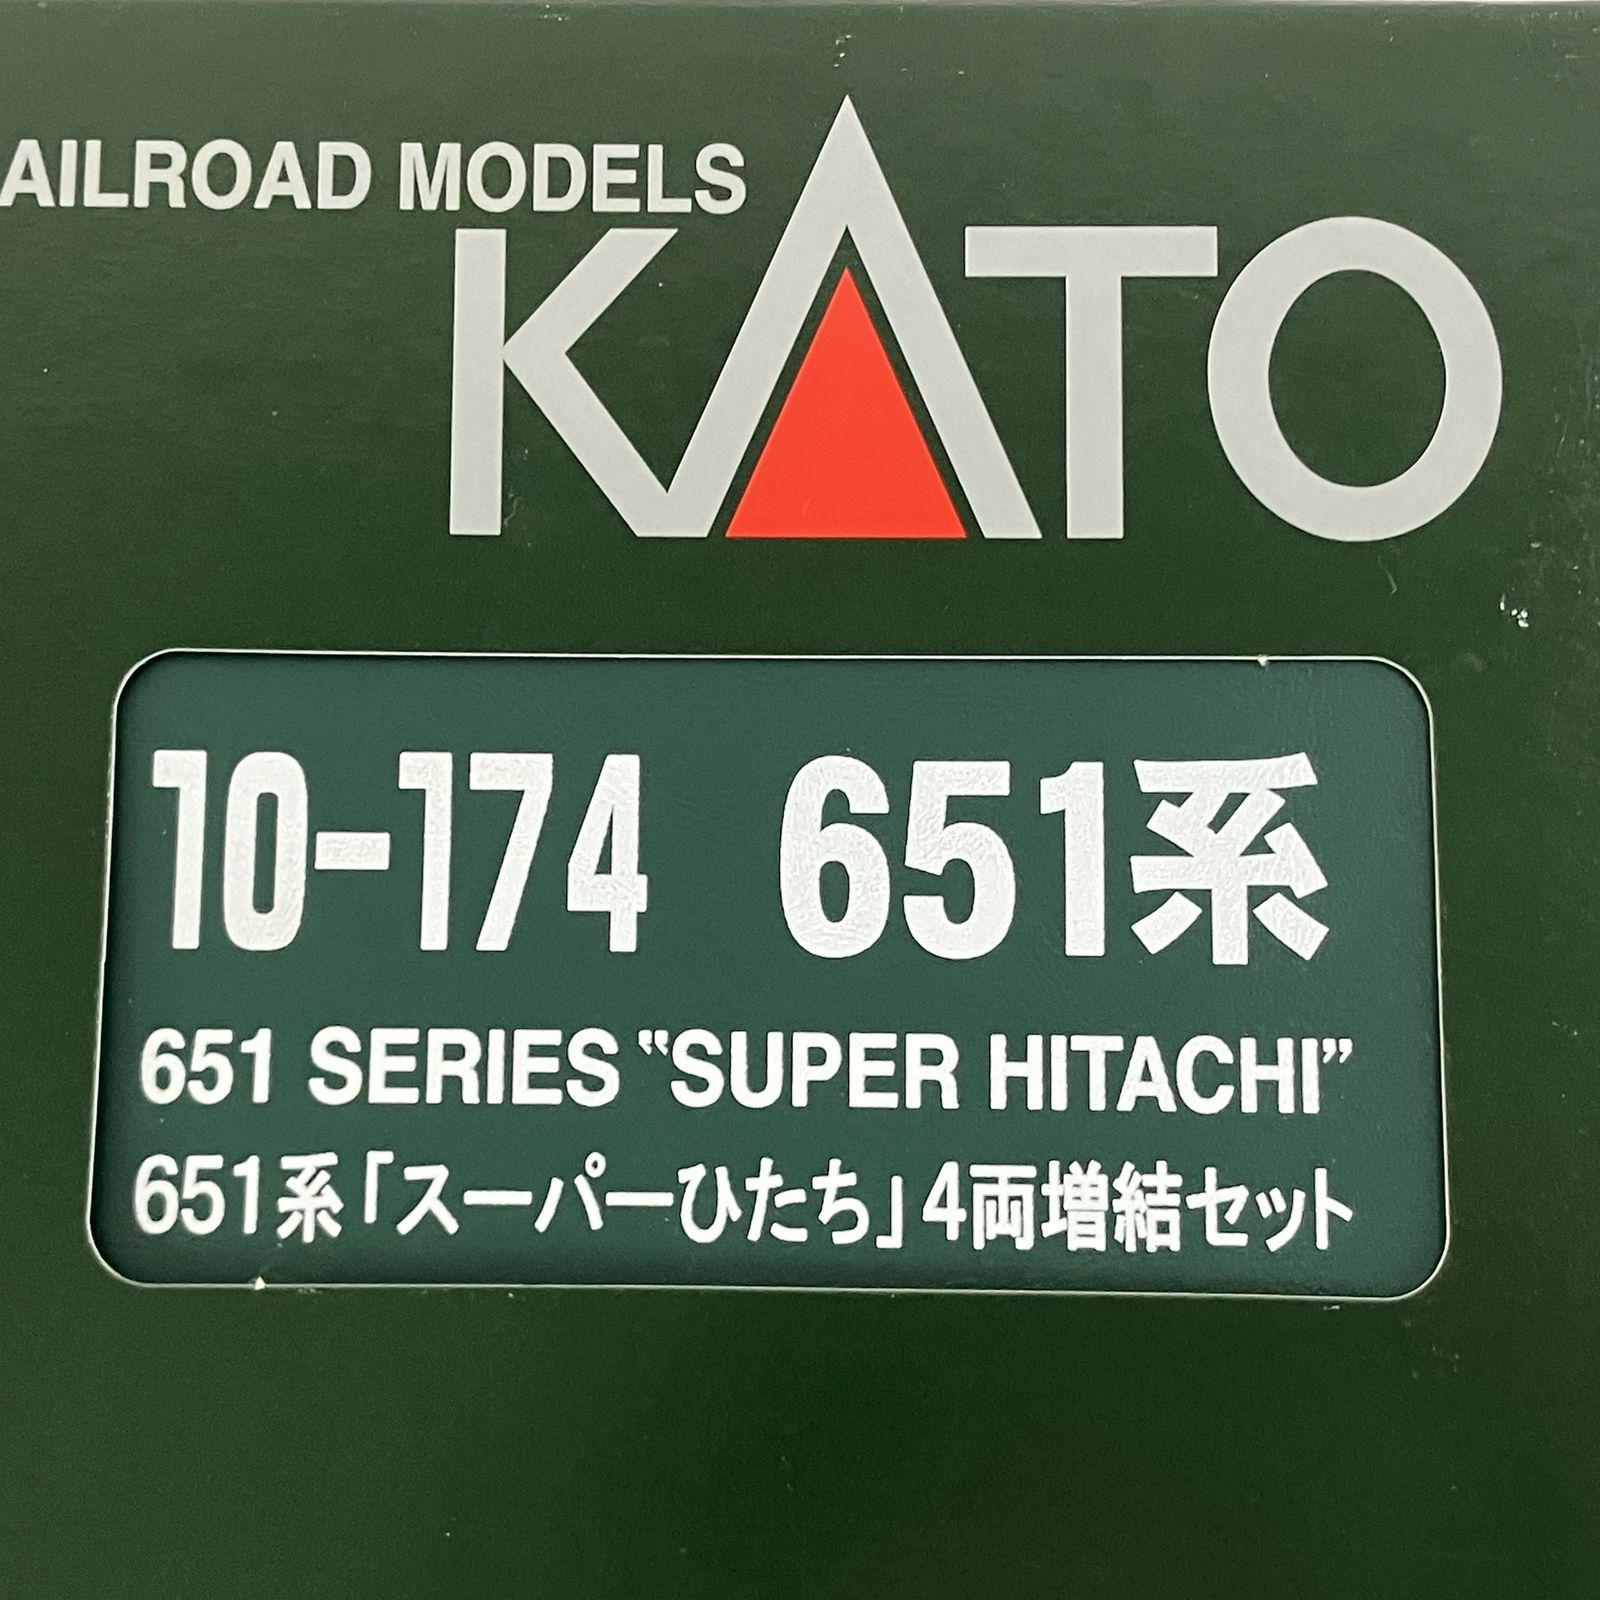 AILROAD MODELS
KATO
10-174 651系
651 SERIES “SUPER HITACHI”
651系「スーパーひたち」4両増結セット